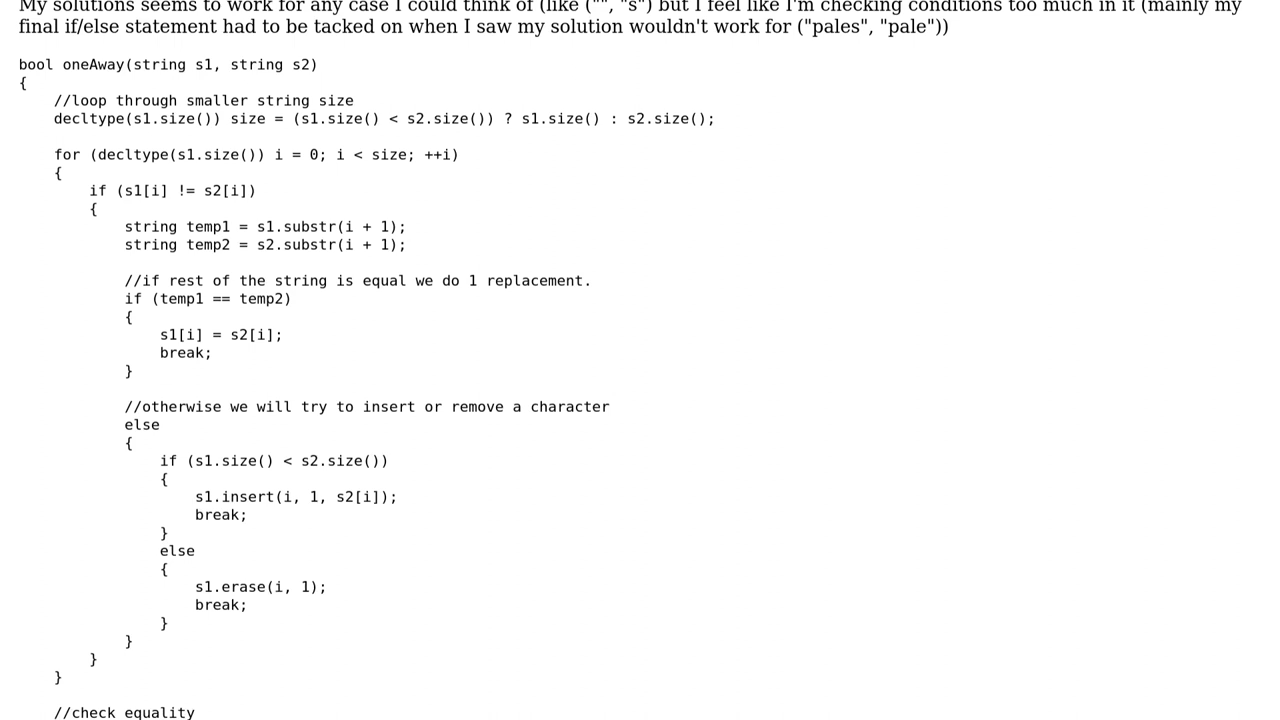 My solutions seems to work for any case I could think of (like ("", "s") but I feel like I'm checking conditions too much in it (mainly my
final if/else statement had to be tacked on when I saw my solution wouldn't work for ("pales", "pale"))
bool oneAway(string s1, string s2)
{
    //loop through smaller string size
    decltype(s1.size()) size = (s1.size() < s2.size()) ? s1.size() : s2.size();
    for (decltype(s1.size()) i = 0; i < size; ++i)
    {
        if (s1[i] != s2[i])
        {
            string temp1 = s1.substr(i + 1);
            string temp2 = s2.substr(i + 1);
            //if rest of the string is equal we do 1 replacement.
            if (temp1 == temp2)
            {
                s1[i] = s2[i];
                break;
            }
            //otherwise we will try to insert or remove a character
            else
            {
                if (s1.size() < s2.size())
                {
                    s1.insert(i, 1, s2[i]);
                    break;
                }
                else
                {
                    s1.erase(i, 1);
                    break;
                }
            }
        }
    }
    //check equality